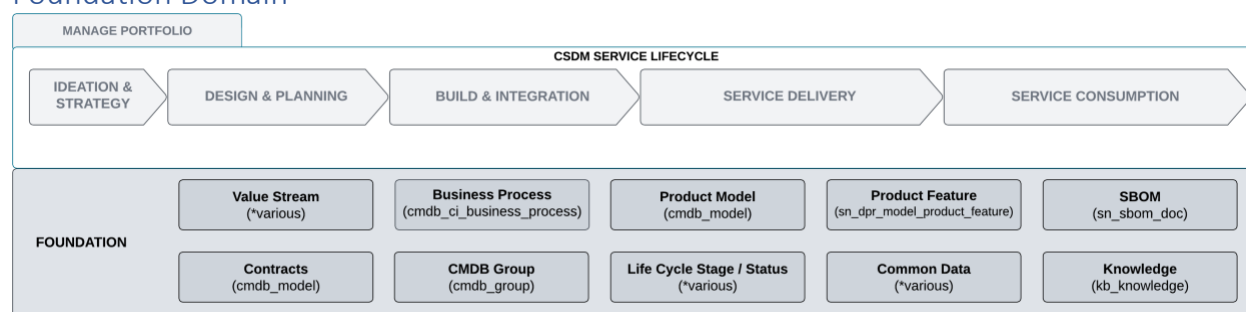 Foundation Domain
MANAGE PORTFOLIO
CSDM SERVICE LIFECYCLE
IDEATION &
STRATEGY
DESIGN & PLANNING
BUILD & INTEGRATION
SERVICE DELIVERY
SERVICE CONSUMPTION
FOUNDATION
Value Stream
(*various)
Business Process
(cmdb_ci_business_process)
Product Model
(cmdb_model)
Product Feature
(sn_dpr_model_product_feature)
SBOM
(sn_sbom_doc)
Contracts
(cmdb_model)
CMDB Group
(cmdb_group)
Life Cycle Stage / Status
(*various)
Common Data
(*various)
Knowledge
(kb_knowledge)